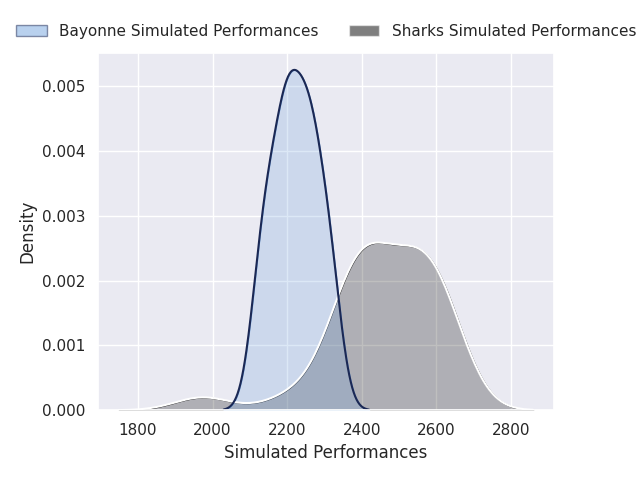 Bayonne Simulated Performances Sharks Simulated Performances
0.005
0.004
0.003
0.002
0.001
0.000
Density
1800 2000 2200 2400 2600 2800
Simulated Performances